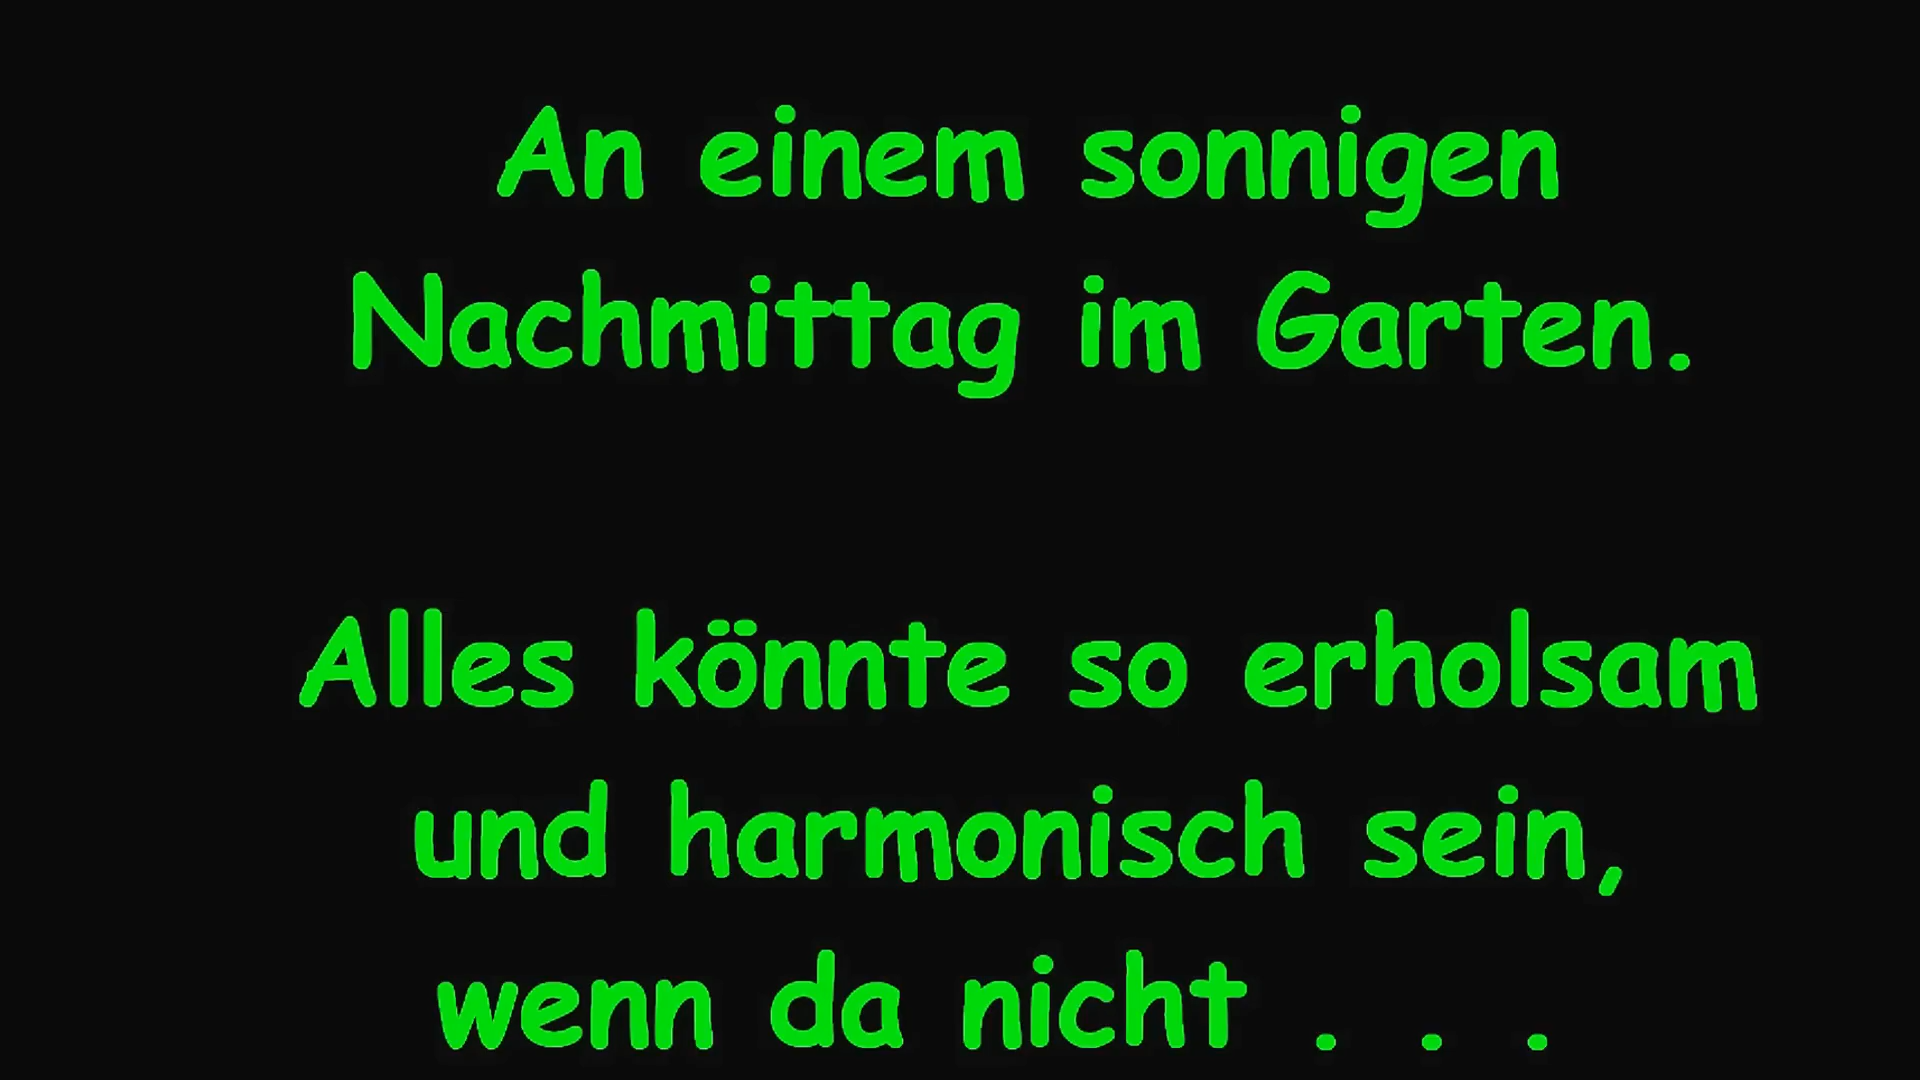 An einem sonnigen
Nachmittag im Garten.
Alles könnte so erholsam
und harmonisch sein,
wenn da nicht . . .